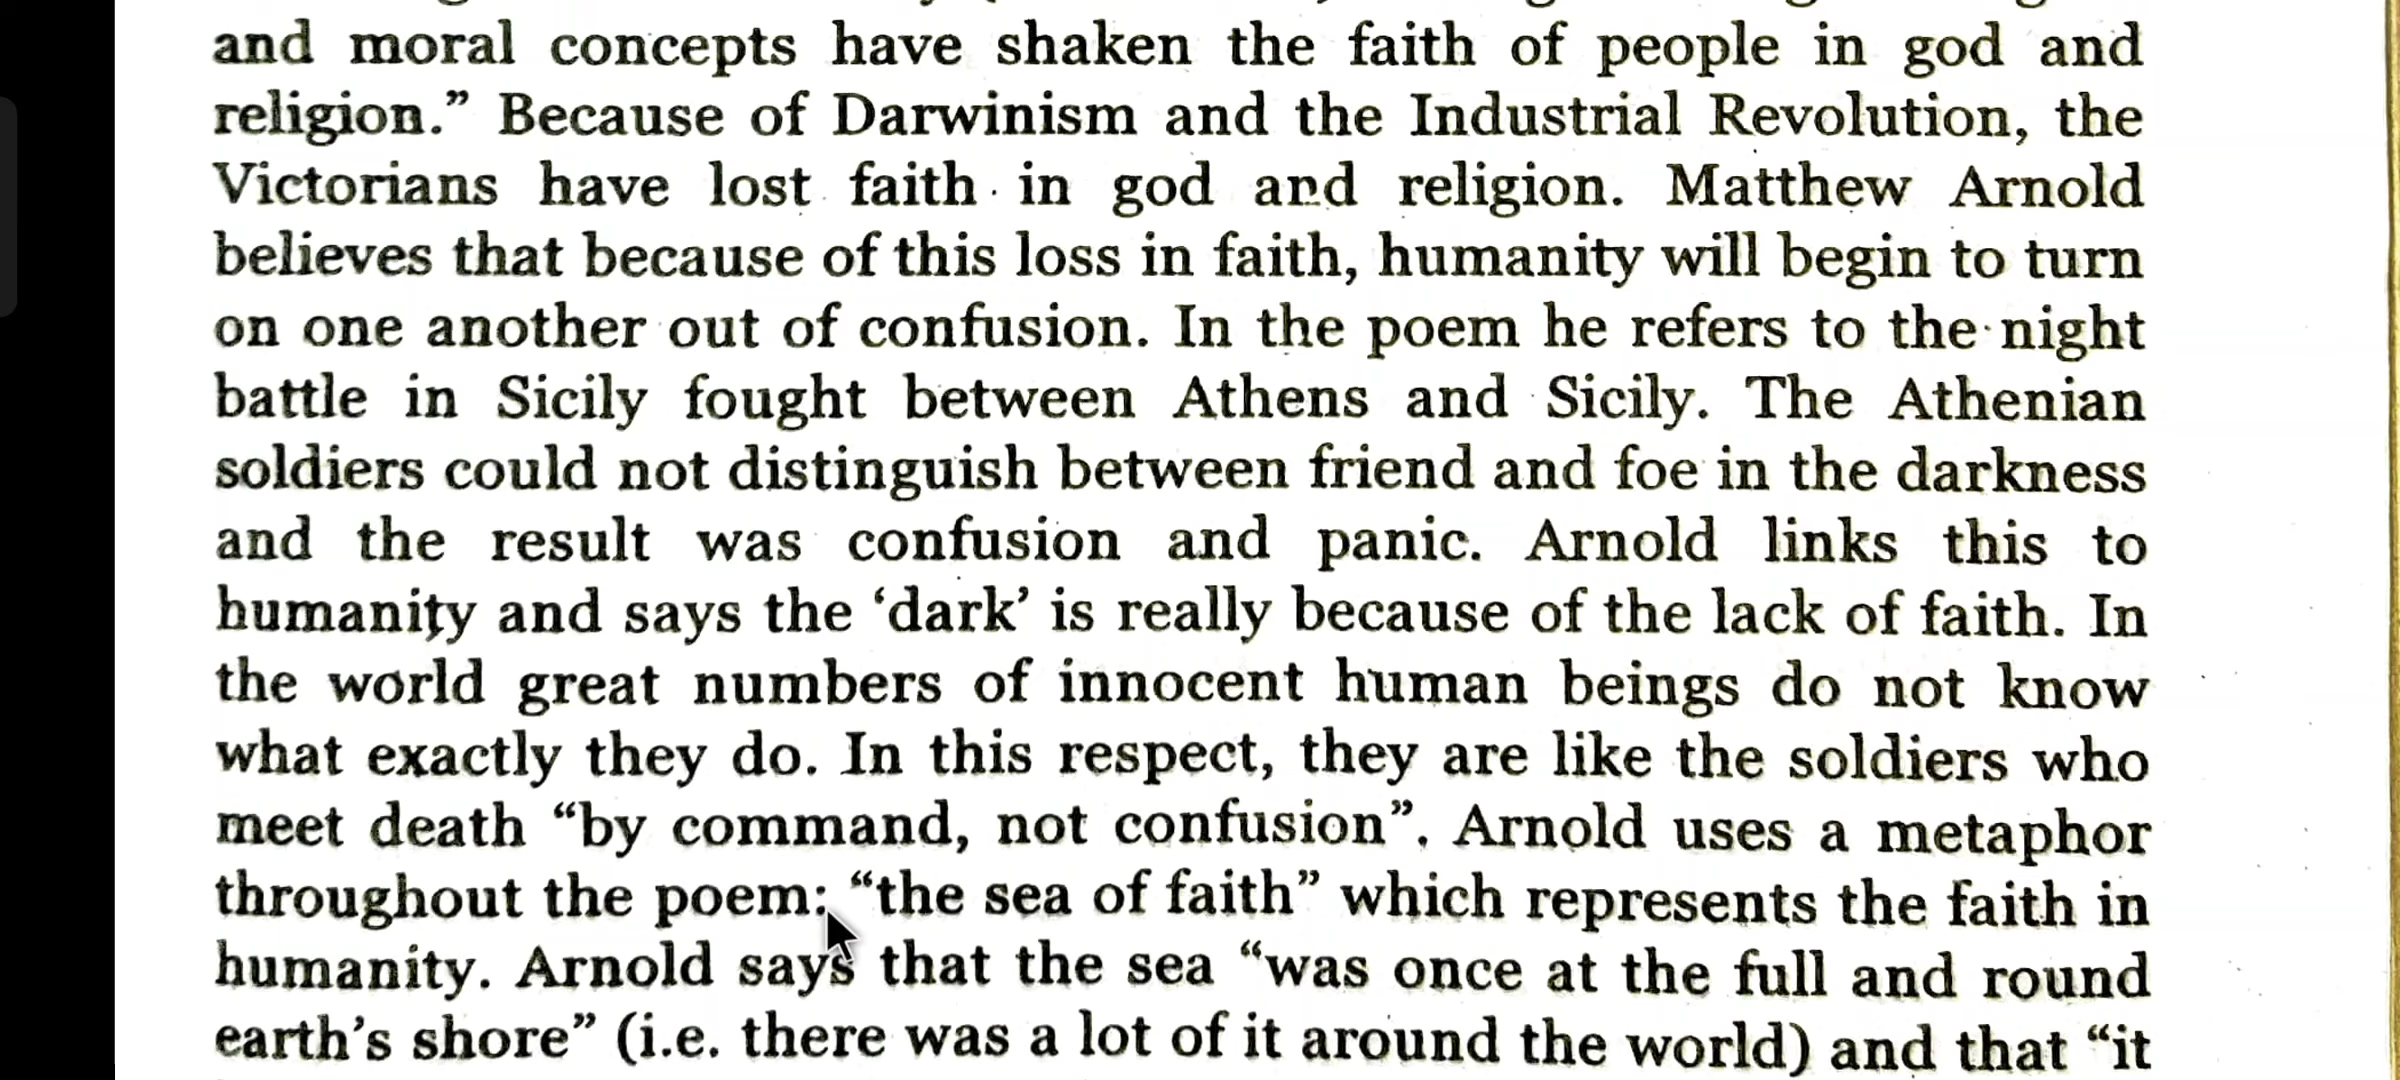 and moral concepts have shaken the faith of people in god and
religion.” Because of Darwinism and the Industrial Revolution, the
Victorians have lost faith in god and religion. Matthew Arnold
believes that because of this loss in faith, humanity will begin to turn
on one another out of confusion. In the poem he refers to the night
battle in Sicily fought between Athens and Sicily. The Athenian
soldiers could not distinguish between friend and foe in the darkness
and the result was confusion and panic. Arnold links this to
humanity and says the ‘dark’ is really because of the lack of faith. In
the world great numbers of innocent human beings do not know
what exactly they do. In this respect, they are like the soldiers who
meet death “by command, not confusion”. Arnold uses a metaphor
throughout the poem: “the sea of faith” which represents the faith in
humanity. Arnold says that the sea “was once at the full and round
earth’s shore” (i.e. there was a lot of it around the world) and that “it